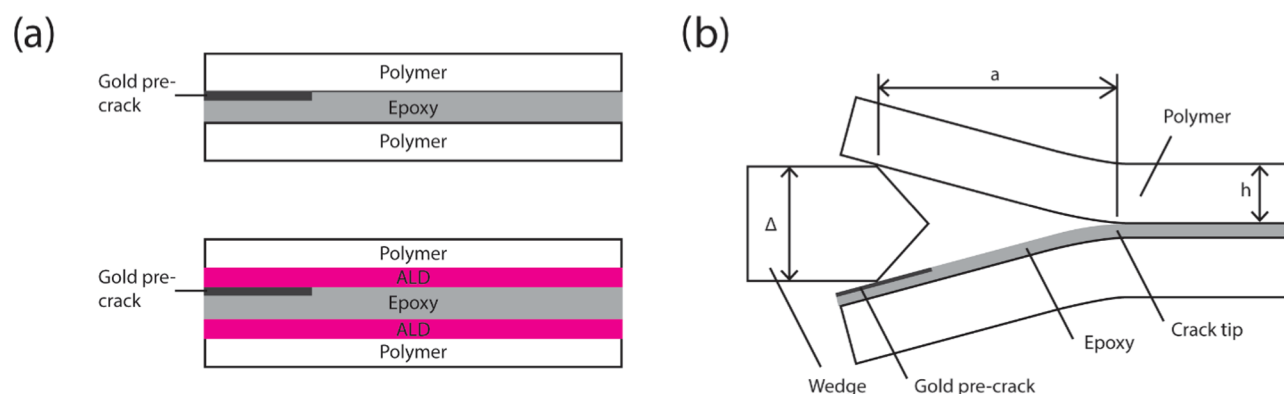 (a)
Polymer
Gold pre-
crack
Epoxy
Polymer
Polymer
ALD
Gold pre-
crack
Epoxy
ALD
Polymer
(b)
a
Polymer
h
Δ
Crack tip
Epoxy
Wedge
Gold pre-crack